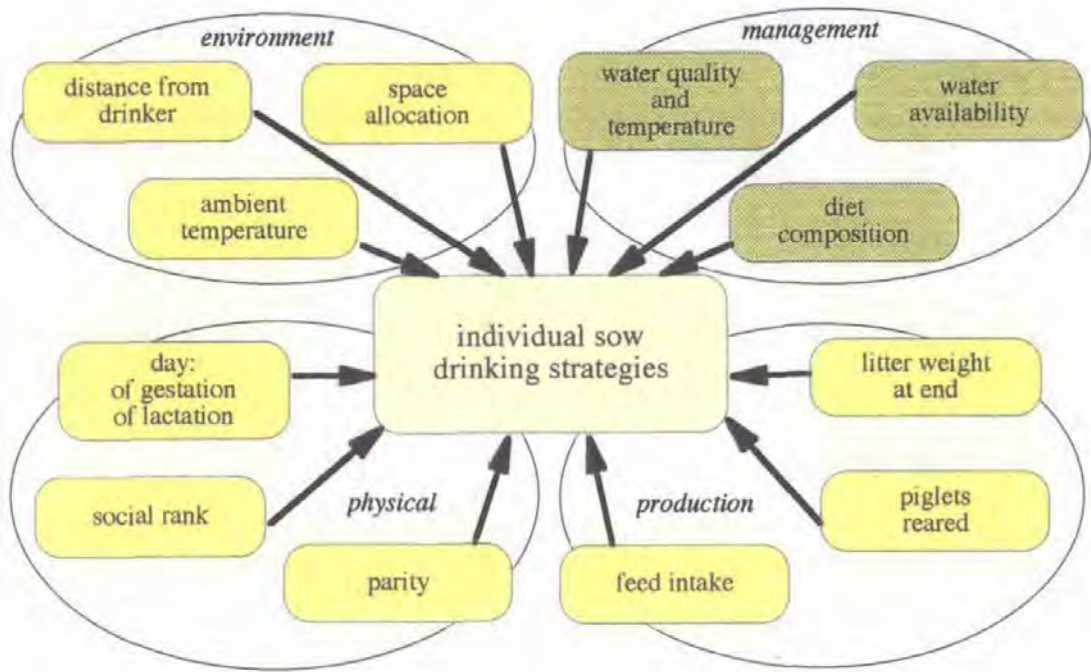 environment
distance from
drinker
space
allocation
ambient
temperature
management
water quality
and
temperature
water
availability
diet
composition
individual sow
drinking strategies
day:
of gestation
of lactation
social rank
physical
parity
litter weight
at end
production
piglets
reared
feed intake